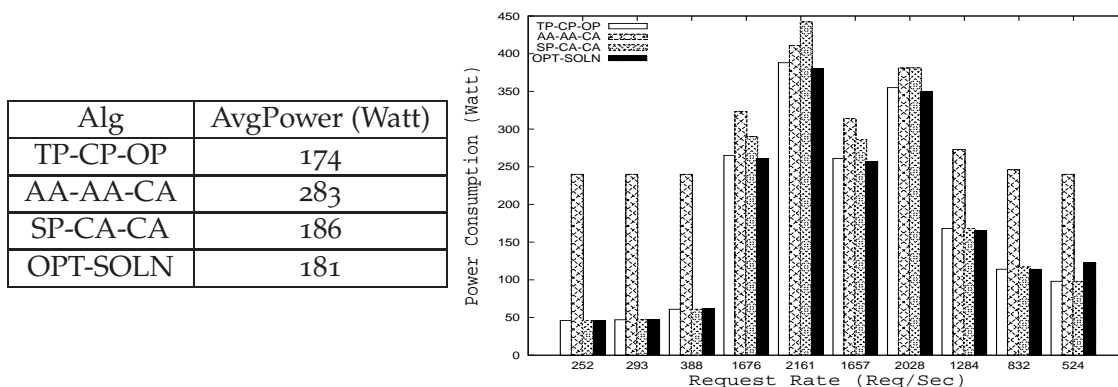 Alg AvgPower (Watt)
TP-CP-OP 174
AA-AA-CA 283
SP-CA-CA 186
OPT-SOLN 181
Power Consumption (Watt)
450
400
350
300
250
200
150
100
50
0
TP-CP-OP
AA-AA-CA
SP-CA-CA
OPT-SOLN
252 293 388 1676 2161 1657 2028 1284 832 524
Request Rate (Req/Sec)